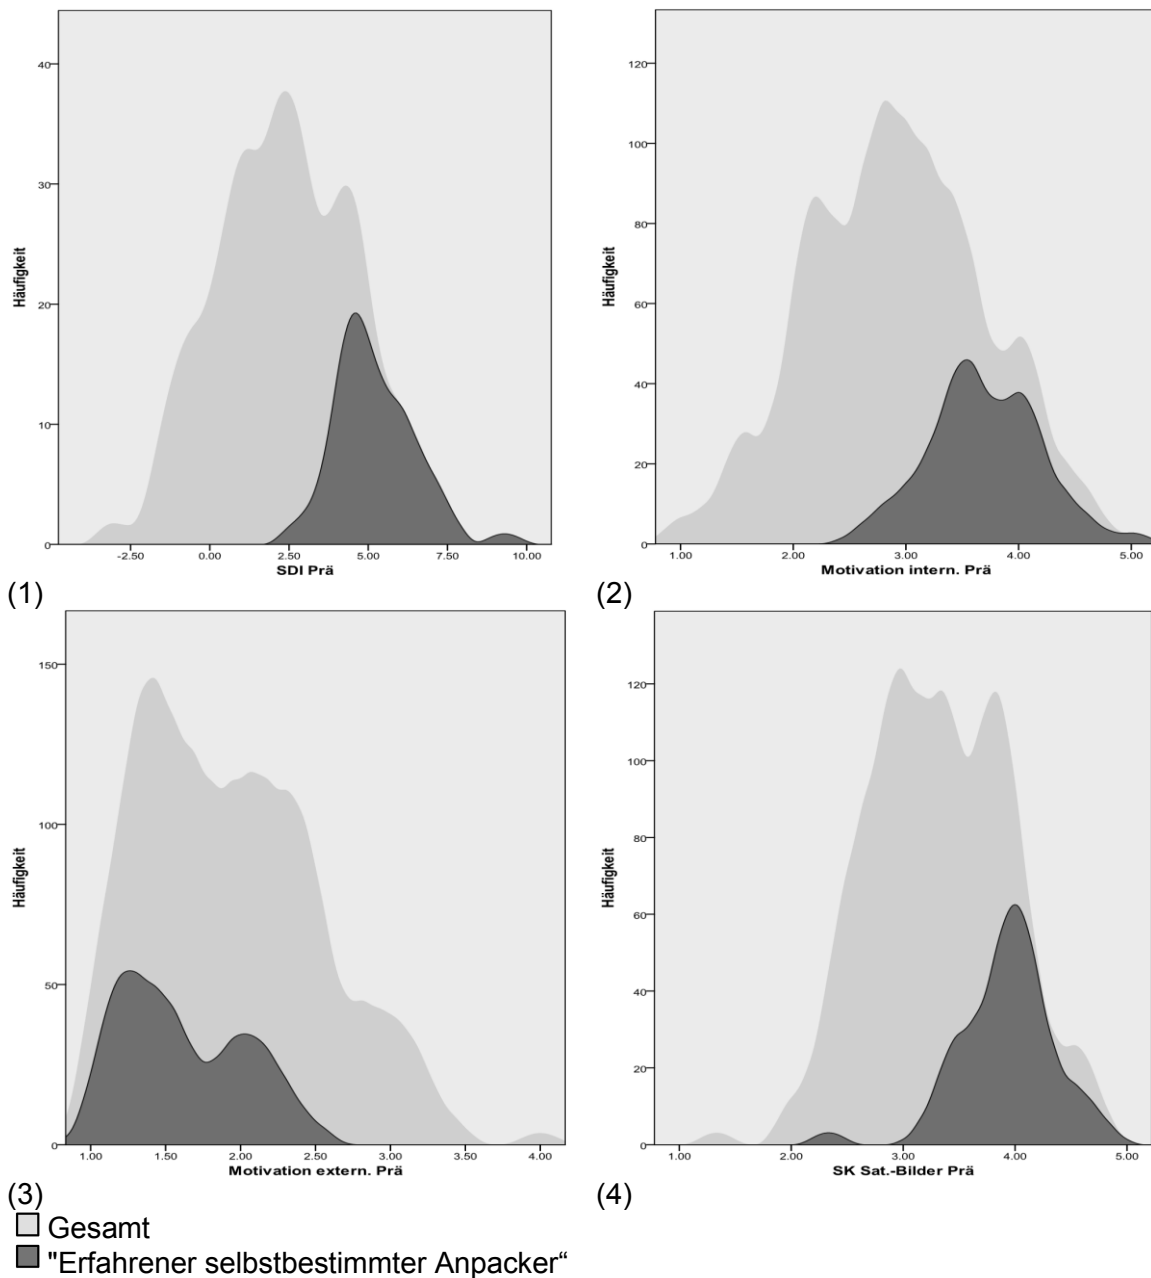 40
30
20
10
0
Häufigkeit
-2.50 0.00 2.50 5.00 7.50 10.00
SDI Prä
(1)
120
100
80
60
40
20
0
Häufigkeit
1.00 2.00 3.00 4.00 5.00
Motivation intern. Prä
(2)
150
100
50
0
Häufigkeit
1.00 1.50 2.00 2.50 3.00 3.50 4.00
Motivation extern. Prä
(3)
120
100
80
60
40
20
0
Häufigkeit
1.00 2.00 3.00 4.00 5.00
SK Sat.-Bilder Prä
(4)
Gesamt
"Erfahrener selbstbestimmter Anpacker“